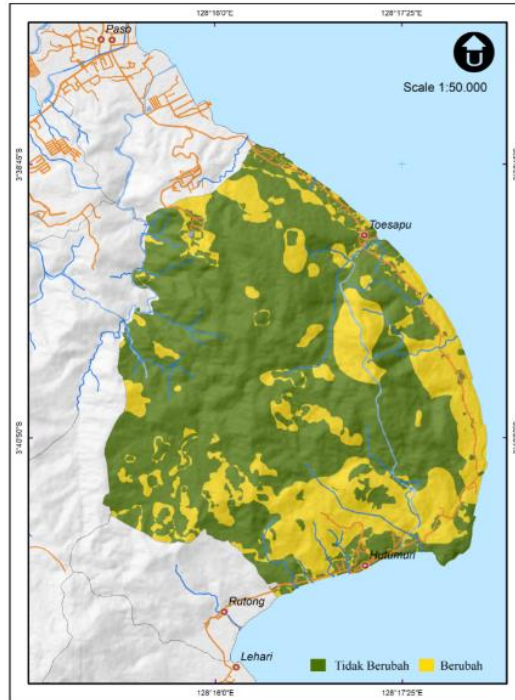 128°16'0"E 128°17'25"E
Paso
U
Scale 1:50.000
3°38'45"S
Toesapu
3°40'50"S
Hutumuri
Rutong
Lehari
Tidak Berubah Berubah
128°16'0"E 128°17'25"E